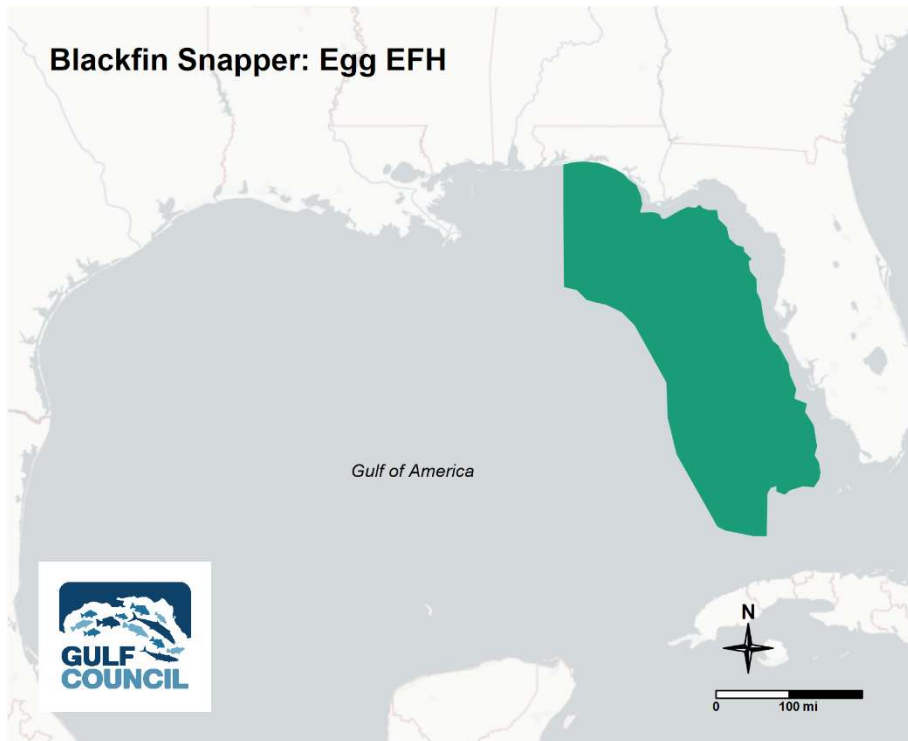 Blackfin Snapper: Egg EFH
Gulf of America
GULF
COUNCIL
N
0 100 mi